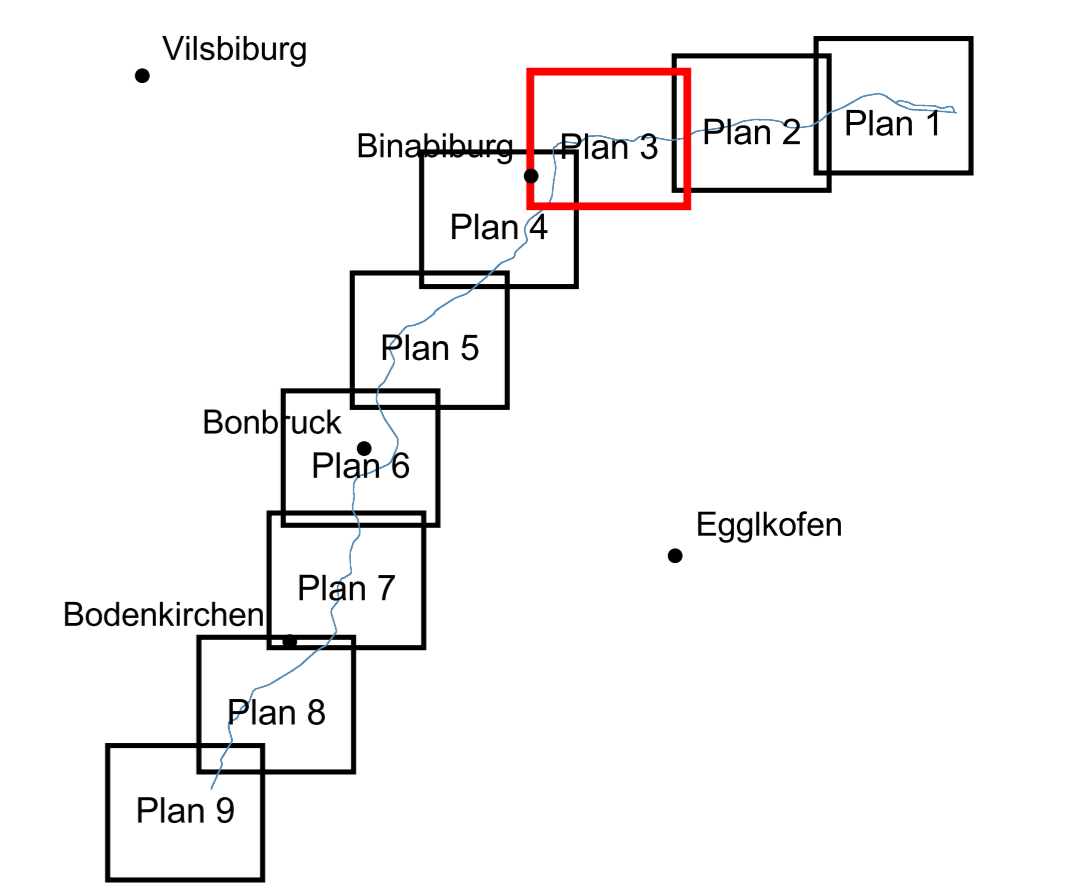 Vilsbiburg
Plan 1
Plan 2
Plan 3
Binabiburg
Plan 4
Plan 5
Bonbruck
Plan 6
Egglkofen
Plan 7
Bodenkirchen
Plan 8
Plan 9